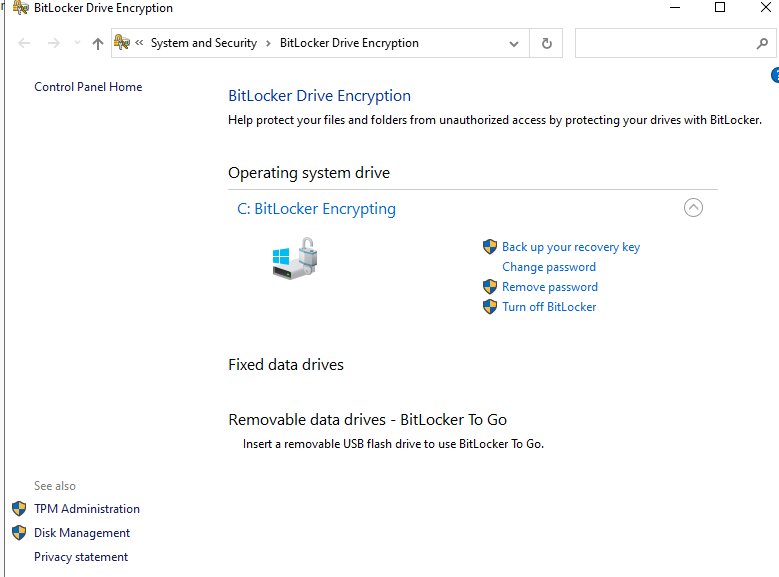 BitLocker Drive Encryption
« System and Security › BitLocker Drive Encryption
Control Panel Home
BitLocker Drive Encryption
Help protect your files and folders from unauthorized access by protecting your drives with BitLocker.
Operating system drive
C: BitLocker Encrypting
Back up your recovery key
Change password
Remove password
Turn off BitLocker
Fixed data drives
Removable data drives - BitLocker To Go
Insert a removable USB flash drive to use BitLocker To Go.
See also
TPM Administration
Disk Management
Privacy statement